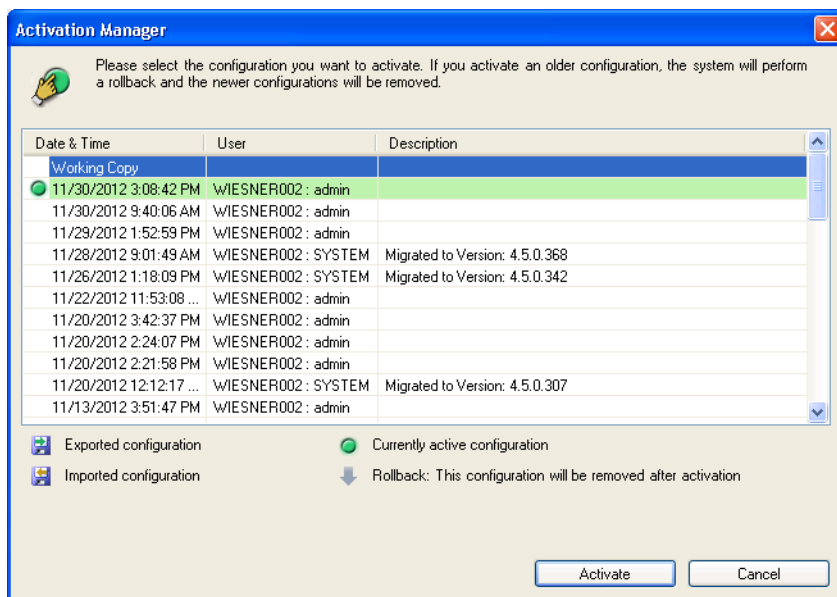 Activation Manager
Please select the configuration you want to activate. If you activate an older configuration, the system will perform
a rollback and the newer configurations will be removed.
Date & Time User Description
Working Copy
11/30/2012 3:08:42 PM WIESNER002 : admin
11/30/2012 9:40:06 AM WIESNER002 : admin
11/29/2012 1:52:59 PM WIESNER002 : admin
11/28/2012 9:01:49 AM WIESNER002 : SYSTEM Migrated to Version: 4.5.0.368
11/26/2012 1:18:09 PM WIESNER002 : SYSTEM Migrated to Version: 4.5.0.342
11/22/2012 11:53:08 ... WIESNER002 : admin
11/20/2012 3:42:37 PM WIESNER002 : admin
11/20/2012 2:24:07 PM WIESNER002 : admin
11/20/2012 2:21:58 PM WIESNER002 : admin
11/20/2012 12:12:17 ... WIESNER002 : SYSTEM Migrated to Version: 4.5.0.307
11/13/2012 3:51:47 PM WIESNER002 : admin
Exported configuration Currently active configuration
Imported configuration Rollback: This configuration will be removed after activation
Activate Cancel